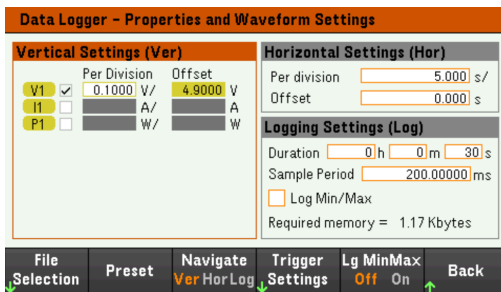 Data Logger – Properties and Waveform Settings
Vertical Settings (Ver)
Per Division Offset
V1 0.1000 V/ 4.9000 V
I1 A/ A
P1 W/ W
Horizontal Settings (Hor)
Per division 5.000 s/
Offset 0.000 s
Logging Settings (Log)
Duration 0 h 0 m 30 s
Sample Period 200.00000 ms
Log Min/Max
Required memory = 1.17 Kbytes
File Selection
Preset
Navigate
Ver Hor Log
Trigger Settings
Lg MinMax
Off On
Back